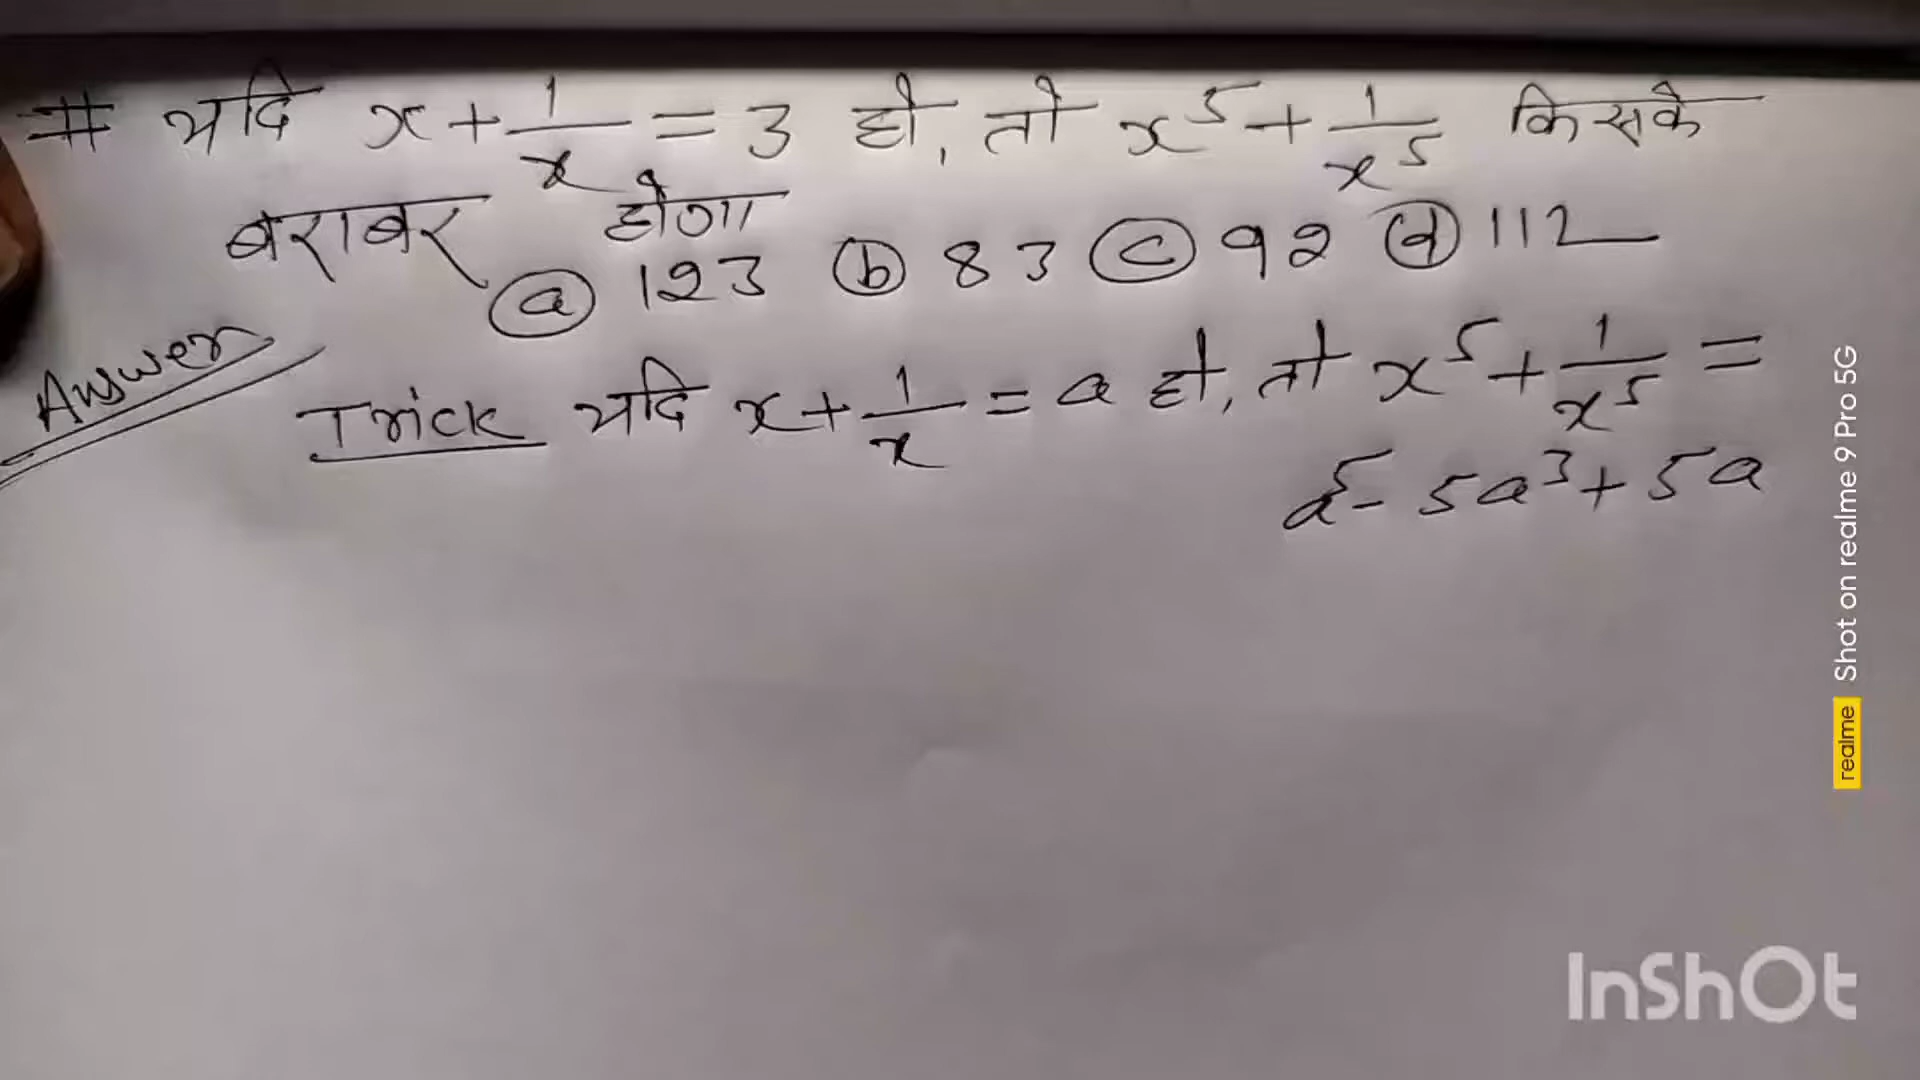 # यदि x + 1/x = 3 हो, तो x⁵ + 1/x⁵ किसके
बराबर होगा
ⓐ 123 ⓑ 83 ⓒ 92 ⓓ 112
Answer
Trick यदि x + 1/x = a हो, तो x⁵ + 1/x⁵ =
a⁵ - 5a³ + 5a
realme Shot on realme 9 Pro 5G
InShOt